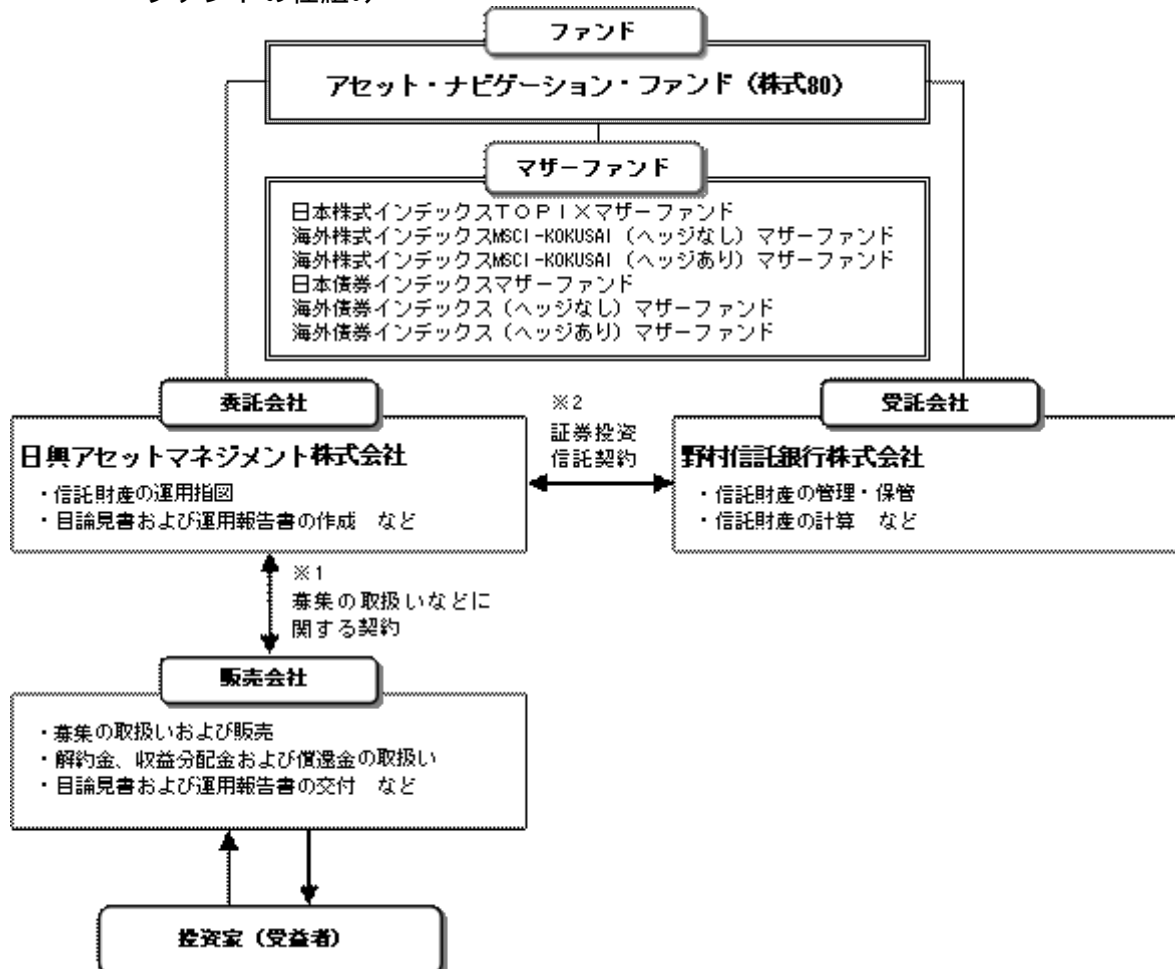 ファンドの仕組み
ファンド
アセット・ナビゲーション・ファンド（株式80）
マザーファンド
日本株式インデックスＴＯＰＩＸマザーファンド
海外株式インデックスMSCI-KOKUSAI（ヘッジなし）マザーファンド
海外株式インデックスMSCI-KOKUSAI（ヘッジあり）マザーファンド
日本債券インデックスマザーファンド
海外債券インデックス（ヘッジなし）マザーファンド
海外債券インデックス（ヘッジあり）マザーファンド
委託会社
日興アセットマネジメント株式会社
・信託財産の運用指図
・目論見書および運用報告書の作成　など
※2
証券投資
信託契約
受託会社
野村信託銀行株式会社
・信託財産の管理・保管
・信託財産の計算　など
※1
募集の取扱いなどに
関する契約
販売会社
・募集の取扱いおよび販売
・解約金、収益分配金および償還金の取扱い
・目論見書および運用報告書の交付　など
投資家（受益者）